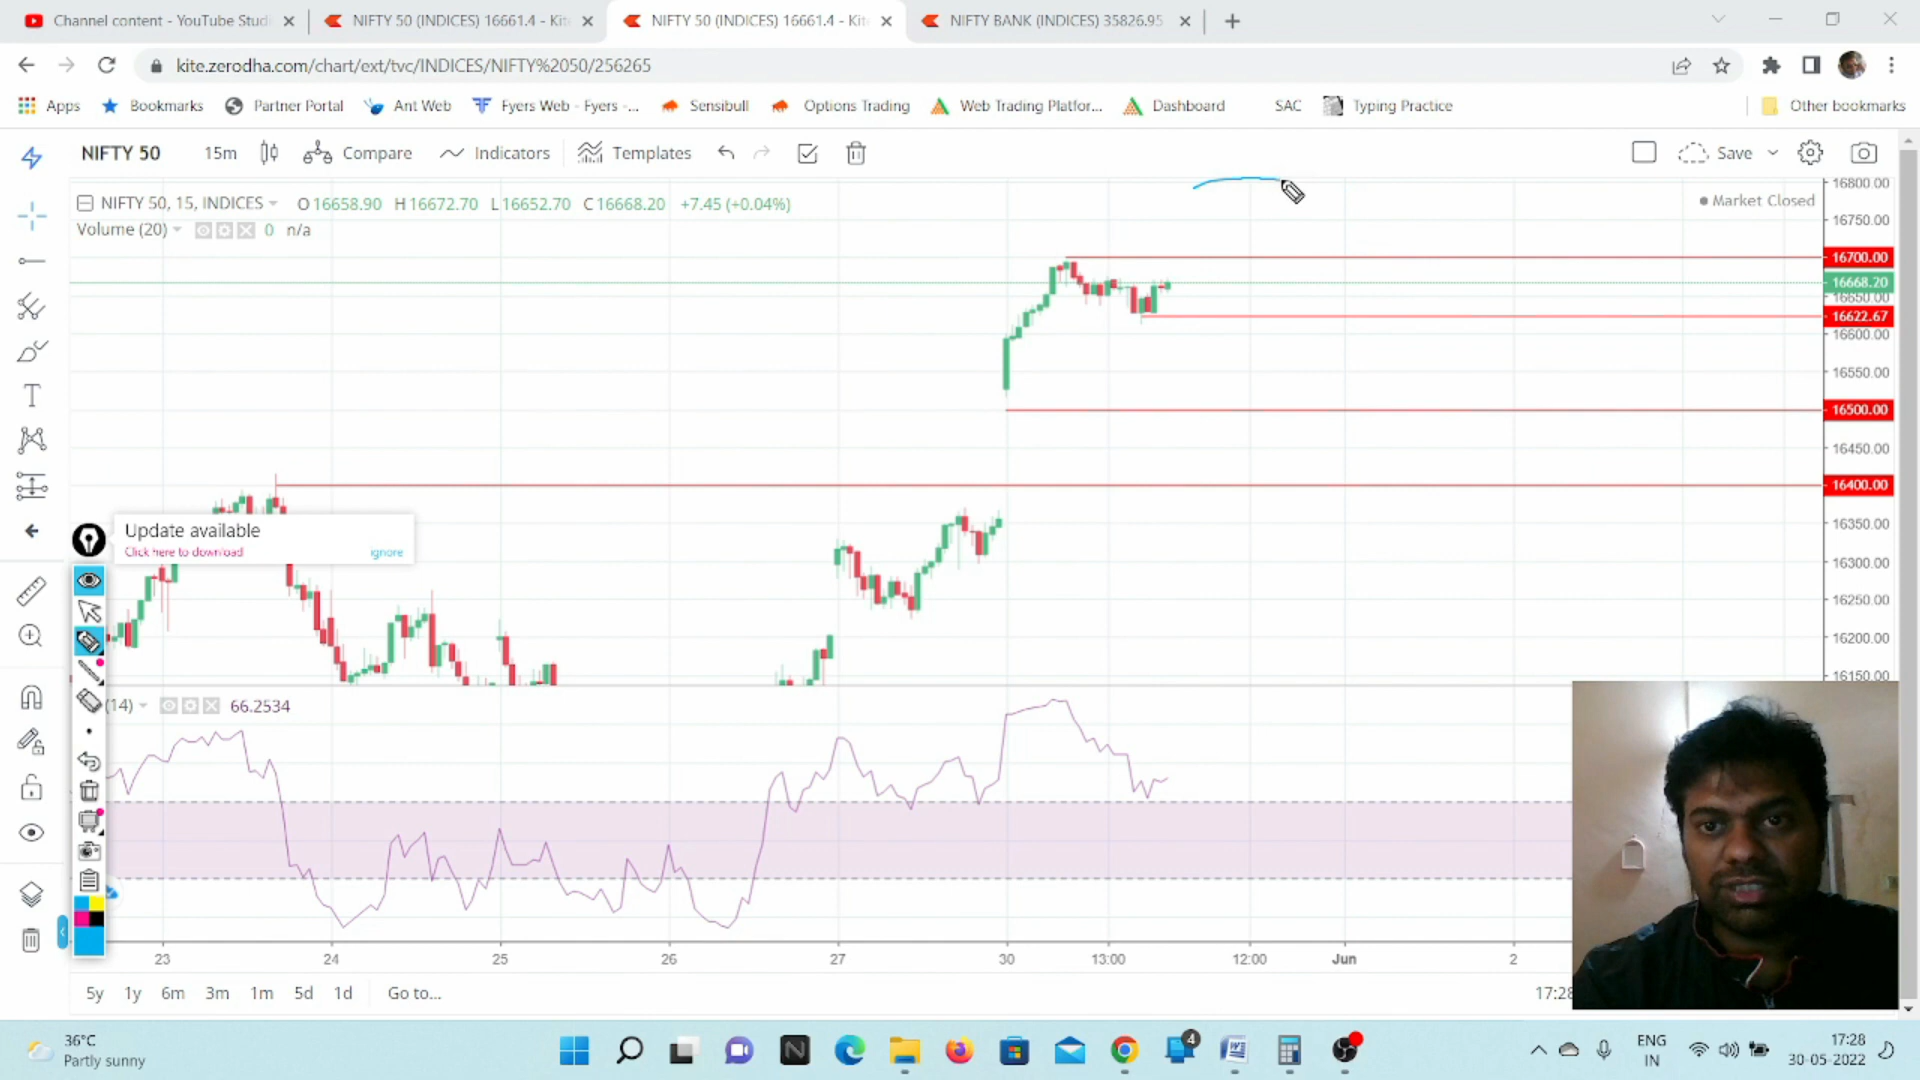 Channel content - YouTube Studi
NIFTY 50 (INDICES) 16661.4 - Kit
NIFTY 50 (INDICES) 16661.4 - Kit
NIFTY BANK (INDICES) 35826.95
kite.zerodha.com/chart/ext/tvc/INDICES/NIFTY%2050/256265
Apps
Bookmarks
Partner Portal
Ant Web
Fyers Web - Fyers -...
Sensibull
Options Trading
Web Trading Platfor...
Dashboard
SAC
Typing Practice
Other bookmarks
NIFTY 50
15m
Compare
Indicators
Templates
Save
NIFTY 50, 15, INDICES
O 16658.90 H 16672.70 L 16652.70 C 16668.20 +7.45 (+0.04%)
Market Closed
Volume (20)
0 n/a
16800.00
16750.00
16700.00
16668.20
16650.00
16622.67
16600.00
16550.00
16500.00
16450.00
16400.00
16350.00
16300.00
16250.00
16200.00
16150.00
Update available
Click here to download
ignore
(14)
66.2534
23 24 25 26 27 30 13:00 12:00 Jun 2
5y 1y 6m 3m 1m 5d 1d Go to...
17:28
36°C
Partly sunny
4
ENG
IN
17:28
30-05-2022